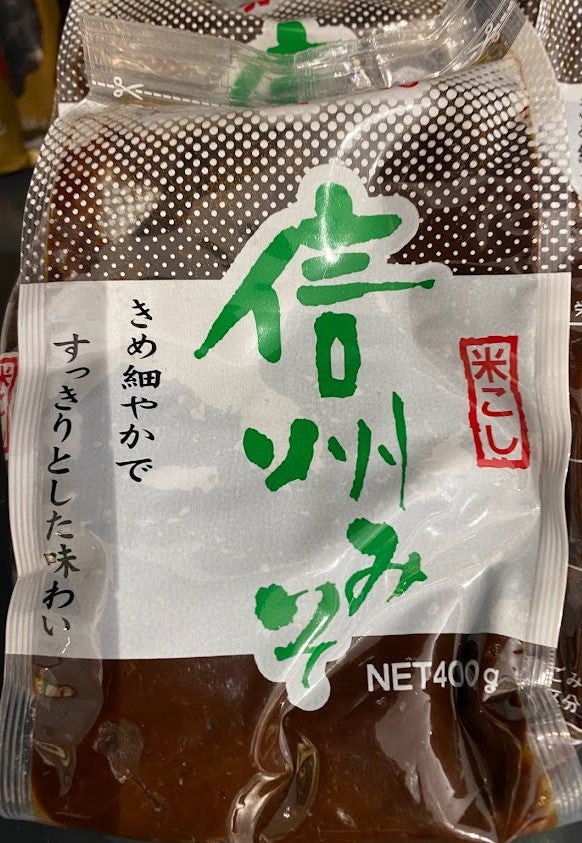 信州みそ
米こし
きめ細やかで
すっきりとした味わい
NET400g